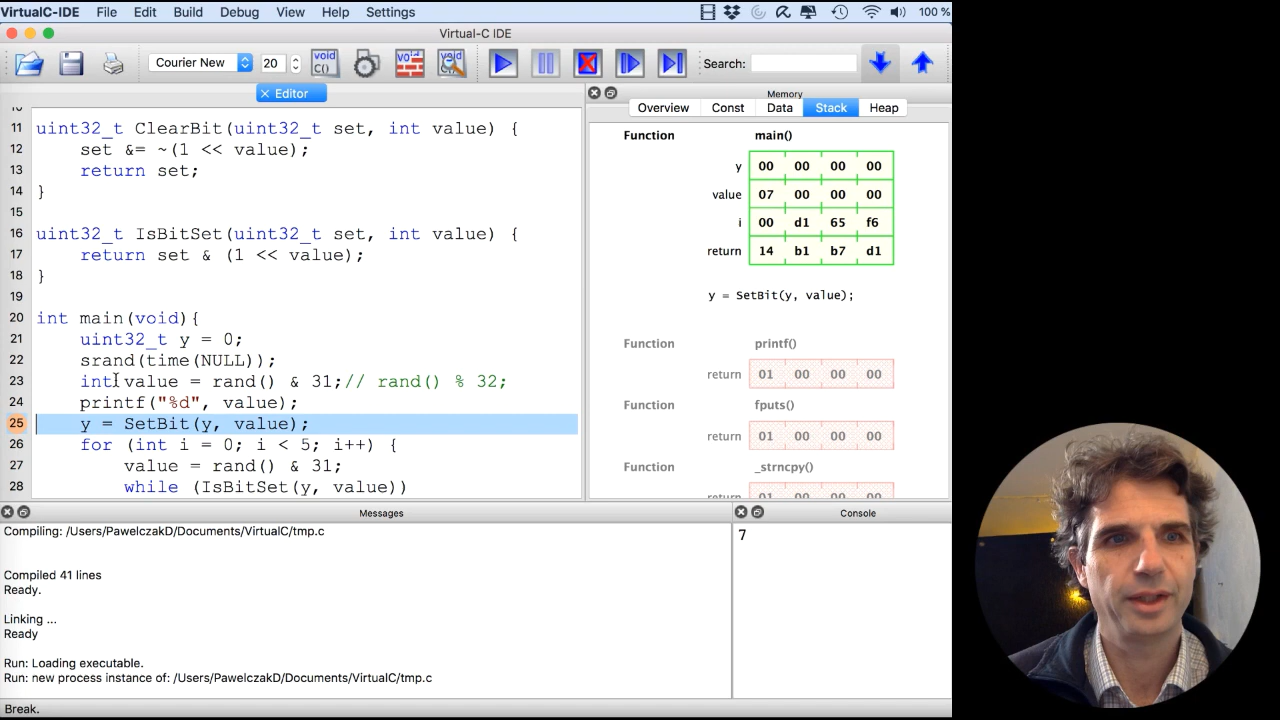 VirtualC-IDE File Edit Build Debug View Help Settings 100 %
Virtual-C IDE
Courier New 20 void C() void void C() Search:
Editor
11 uint32_t ClearBit(uint32_t set, int value) {
12 set &= ~(1 << value);
13 return set;
14 }
15
16 uint32_t IsBitSet(uint32_t set, int value) {
17 return set & (1 << value);
18 }
19
20 int main(void){
21 uint32_t y = 0;
22 srand(time(NULL));
23 int value = rand() & 31;// rand() % 32;
24 printf("%d", value);
25 y = SetBit(y, value);
26 for (int i = 0; i < 5; i++) {
27 value = rand() & 31;
28 while (IsBitSet(y, value))
Memory
Overview Const Data Stack Heap
Function main()
y 00 00 00 00
value 07 00 00 00
i 00 d1 65 f6
return 14 b1 b7 d1
y = SetBit(y, value);
Function printf()
return 01 00 00 00
Function fputs()
return 01 00 00 00
Function _strncpy()
return 01 00 00 00
Messages
Compiling: /Users/PawelczakD/Documents/VirtualC/tmp.c
Compiled 41 lines
Ready.
Linking ...
Ready
Run: Loading executable.
Run: new process instance of: /Users/PawelczakD/Documents/VirtualC/tmp.c
Console
7
Break.